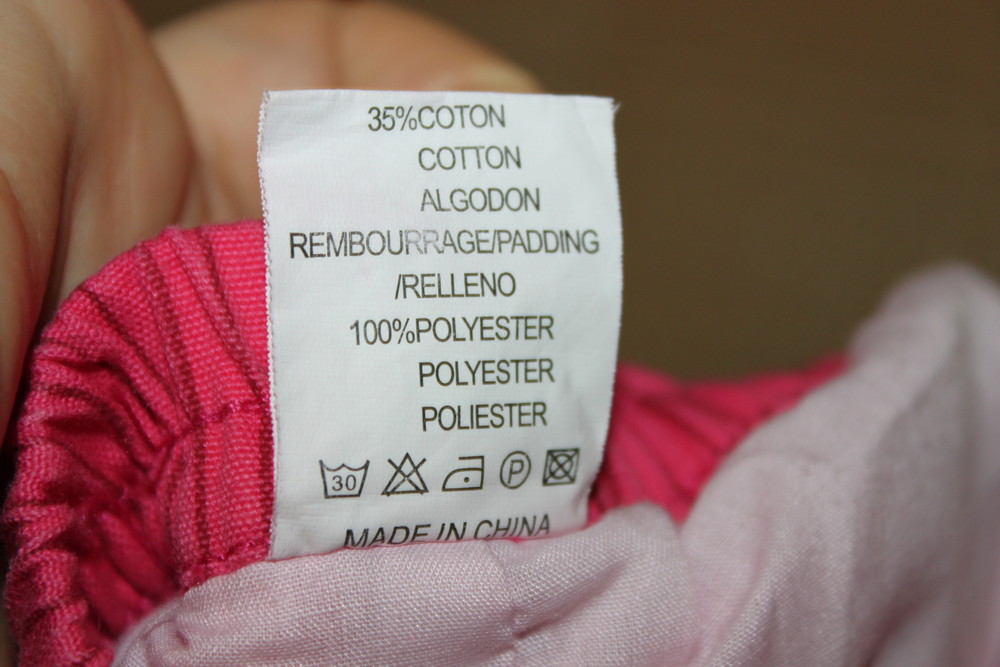 35%COTON
COTTON
ALGODON
REMBOURRAGE/PADDING
/RELLENO
100%POLYESTER
POLYESTER
POLIESTER
30 P
MADE IN CHINA